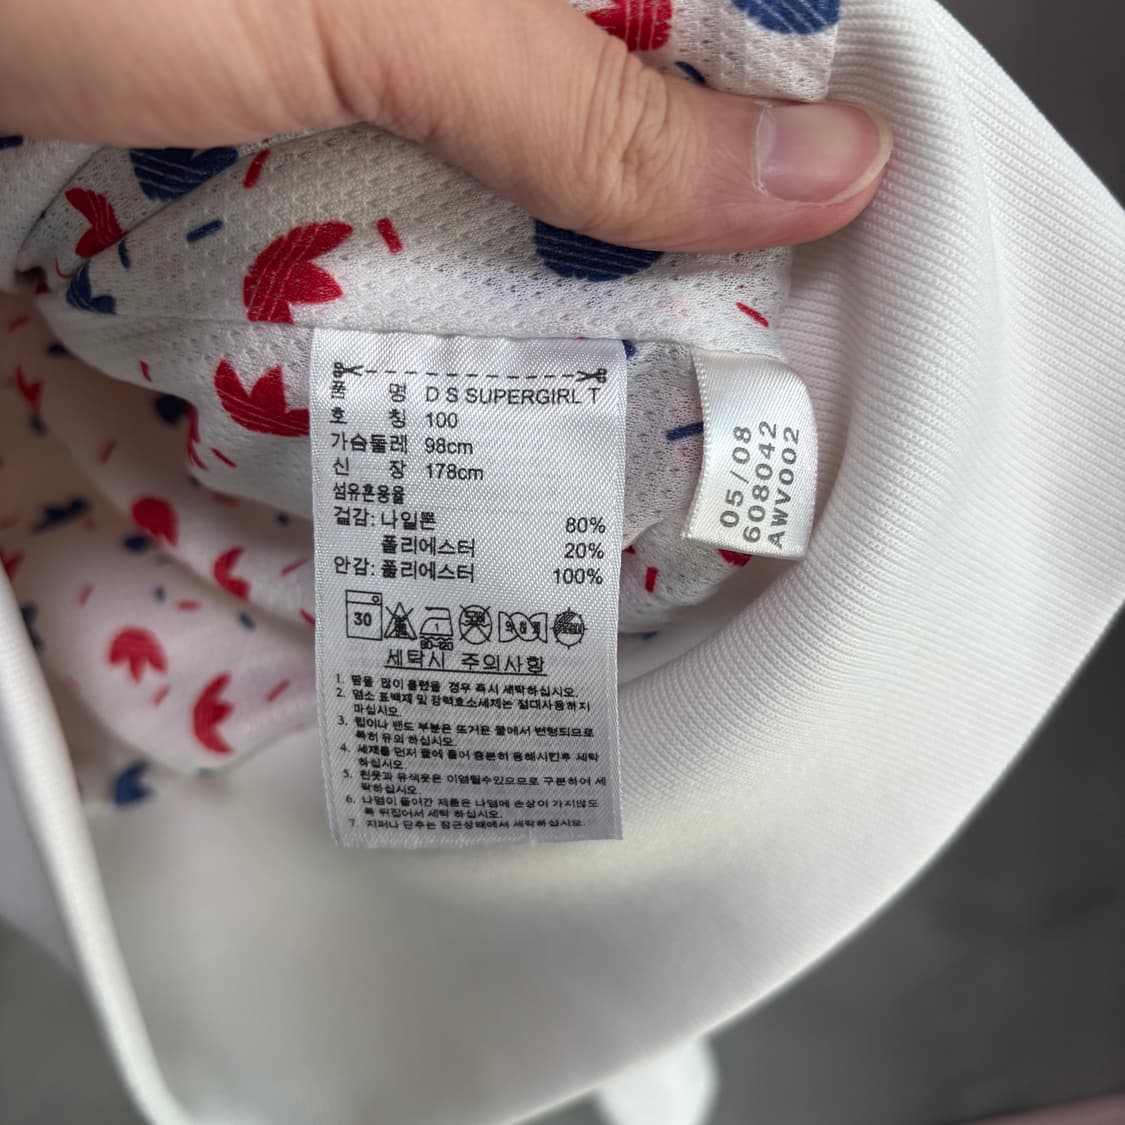 품 명 D S SUPERGIRL T
호 칭 100
가슴둘레 98cm
신 장 178cm
섬유혼용율
겉감: 나일론 80%
폴리에스터 20%
안감: 폴리에스터 100%
30
80-120
세탁시 주의사항
1. 땀을 많이 흘렸을 경우 즉시 세탁하십시오.
2. 염소 표백제 및 강력효소세제는 절대사용하지
마십시오.
3. 립이나 밴드 부분은 뜨거운 물에서 변형되므로
특히 유의 하십시오.
4. 세제를 먼저 물에 풀어 충분히 용해시킨후 세탁
하십시오.
5. 흰옷과 유색옷은 이염될수있으므로 구분하여 세
탁하십시오.
6. 나염이 들어간 제품은 나염에 손상이 가지않도
록 뒤집어서 세탁 하십시오.
7. 지퍼나 단추는 잠근상태에서 세탁하십시오.
05/08
608042
AWV002